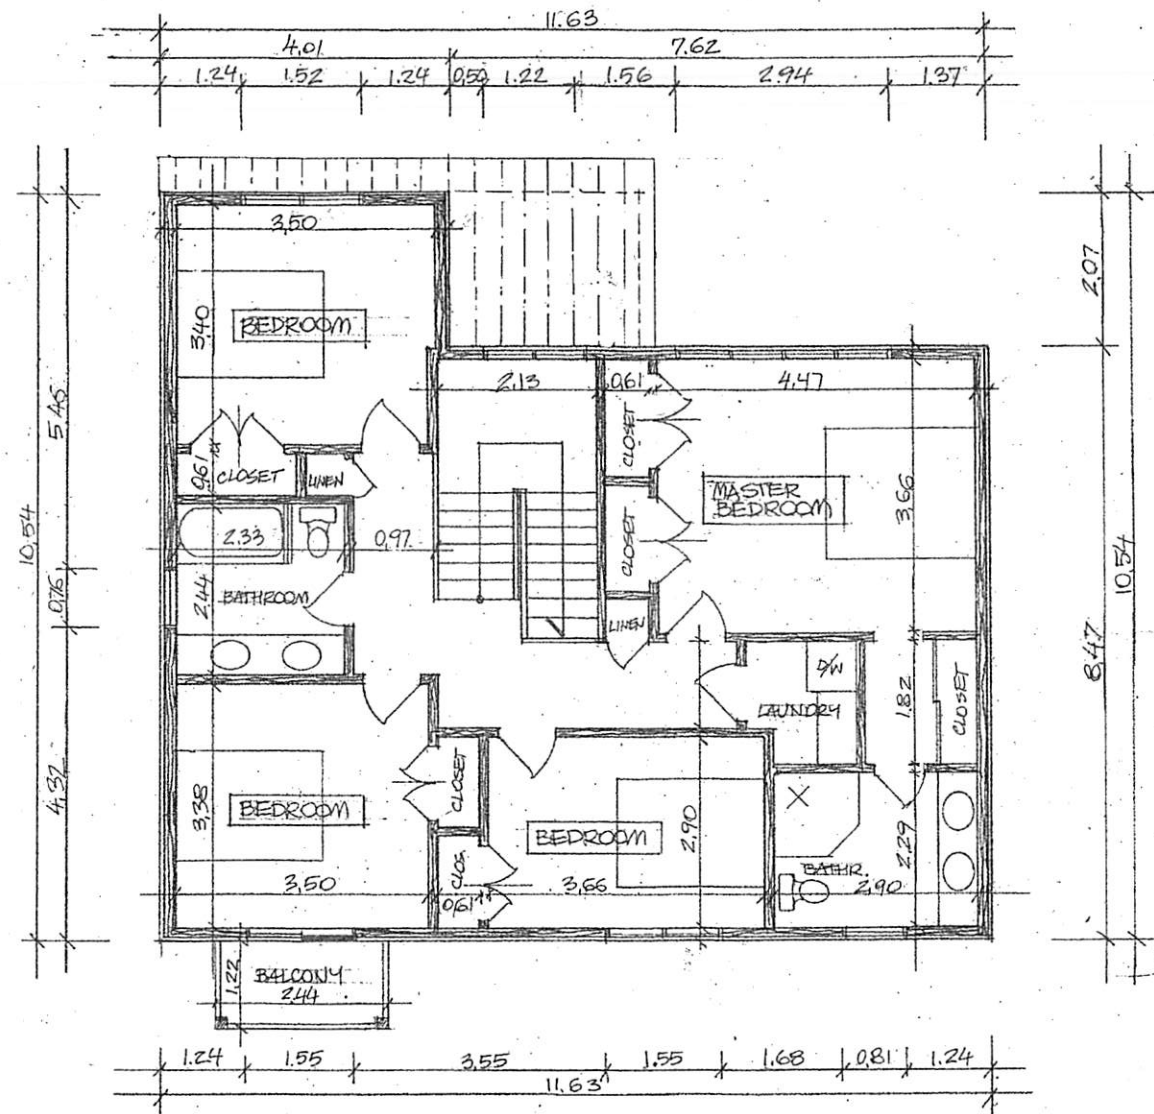 11.63
4,01 7.62
1.24 1.52 1.24 0,50 1.22 1.56 2.94 1.37
3,50
2,07
3,40
BEDROOM
2.13 0,61 4.47
5.45
CLOSET
0,61 CLOSET LINEN
MASTER
BEDROOM
3,66
10,54
2.33 0,97
CLOSET
10,54
0,76
2.44 BATHROOM
LINEN
8,47
D/W
LAUNDRY
1.82
CLOSET
4,37
CLOSET
3,38
BEDROOM
BEDROOM
2,90
2.29
CLOS.
BATHR.
3,50
0,61
3,66
2,90
1.22
BALCONY
2,44
1.24 1.55 3,55 1.55 1.68 0,81 1.24
11.63